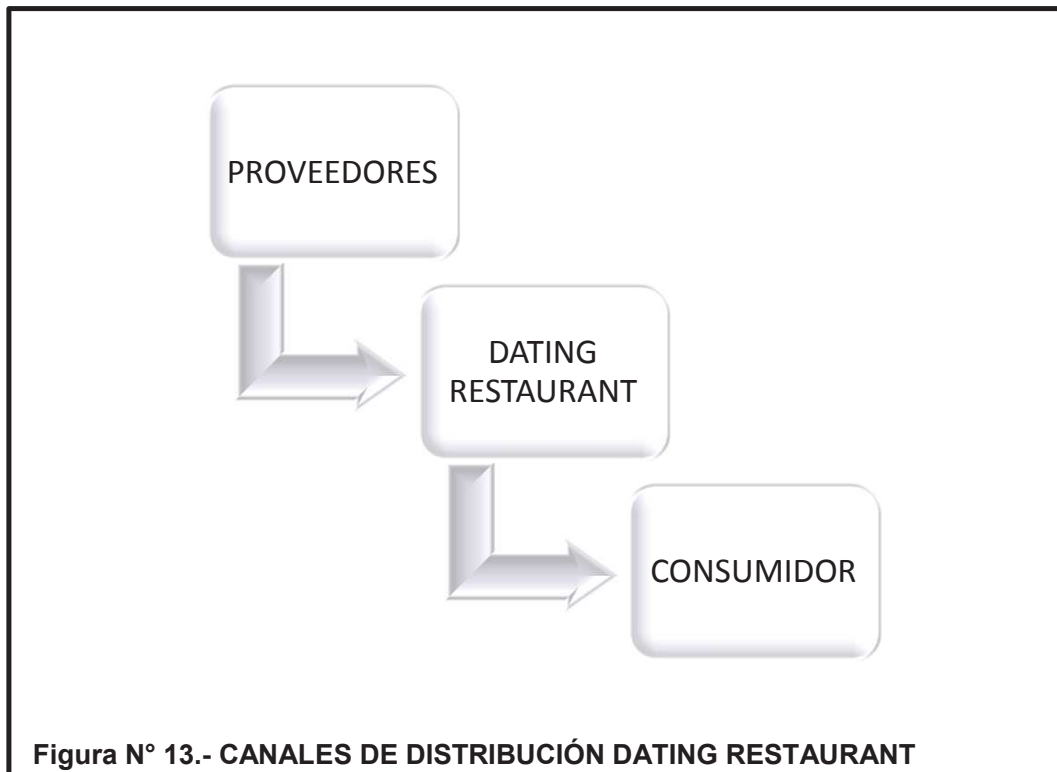 PROVEEDORES
DATING
RESTAURANT
CONSUMIDOR
Figura N° 13.- CANALES DE DISTRIBUCIÓN DATING RESTAURANT